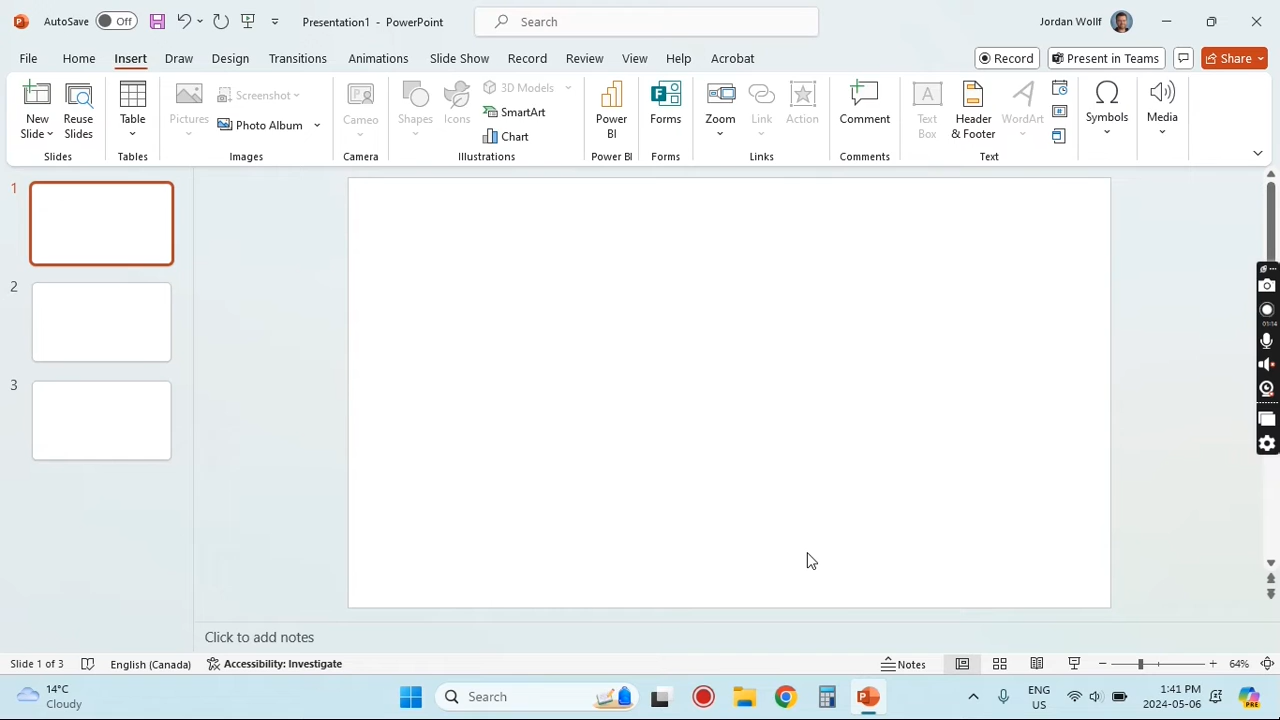 AutoSave Off Presentation1 - PowerPoint Search Jordan Wollf
File Home Insert Draw Design Transitions Animations Slide Show Record Review View Help Acrobat Record Present in Teams Share
New Slide
Reuse Slides
Slides
Table
Tables
Pictures
Screenshot
Photo Album
Images
Cameo
Camera
Shapes
Icons
3D Models
SmartArt
Chart
Illustrations
Power BI
Power BI
Forms
Forms
Zoom
Link
Action
Links
Comment
Comments
Text Box
Header & Footer
WordArt
Text
Symbols
Media
1
2
3
01:14
Click to add notes
Slide 1 of 3 English (Canada) Accessibility: Investigate Notes 64%
14°C
Cloudy
Search
ENG
US
1:41 PM
2024-05-06
PRE